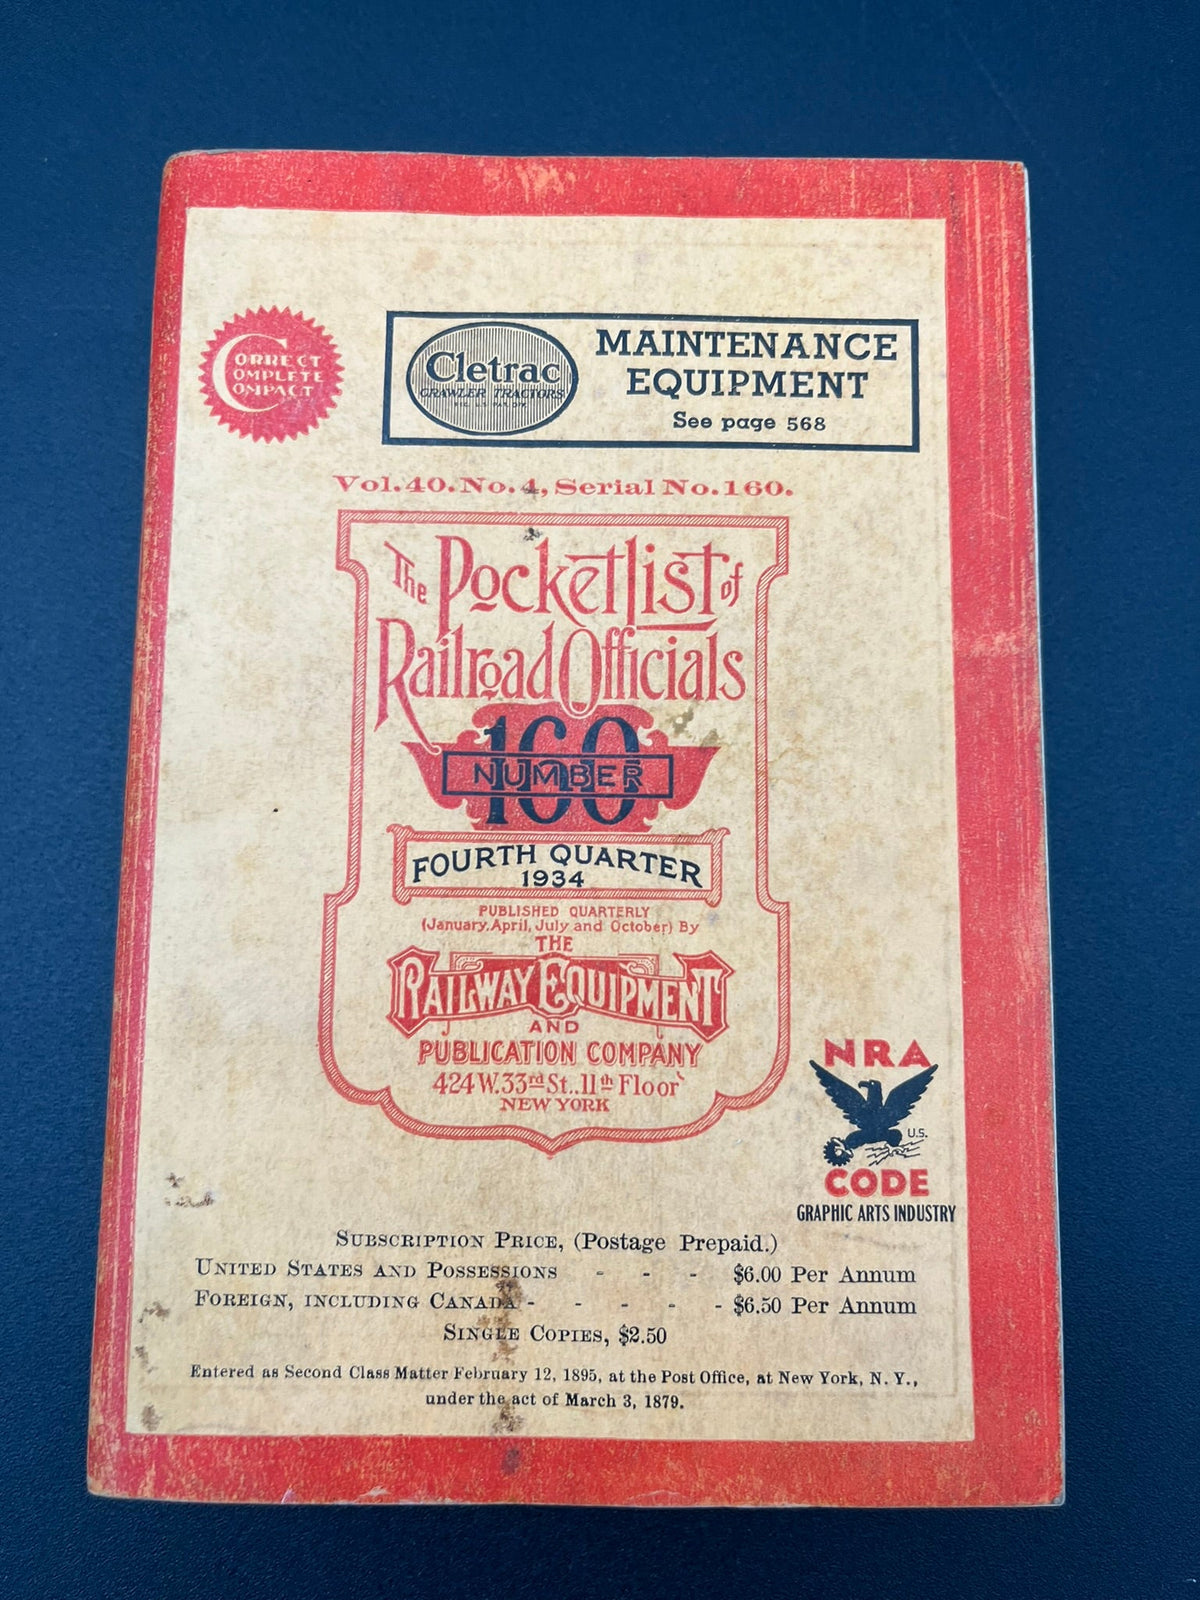 CORRECT
COMPLETE
COMPACT
Cletrac
CRAWLER TRACTORS
MAINTENANCE
EQUIPMENT
See page 568
Vol. 40. No. 4, Serial No. 160.
The Pocket List of
Railroad Officials
160
NUMBER
FOURTH QUARTER
1934
PUBLISHED QUARTERLY
(January, April, July and October) By
THE
RAILWAY EQUIPMENT
AND
PUBLICATION COMPANY
424 W. 33rd St., 11th Floor
NEW YORK
NRA
U.S.
CODE
GRAPHIC ARTS INDUSTRY
SUBSCRIPTION PRICE, (Postage Prepaid.)
UNITED STATES AND POSSESSIONS - - - $6.00 Per Annum
FOREIGN, INCLUDING CANADA - - - - - $6.50 Per Annum
SINGLE COPIES, $2.50
Entered as Second Class Matter February 12, 1895, at the Post Office, at New York, N. Y.,
under the act of March 3, 1879.